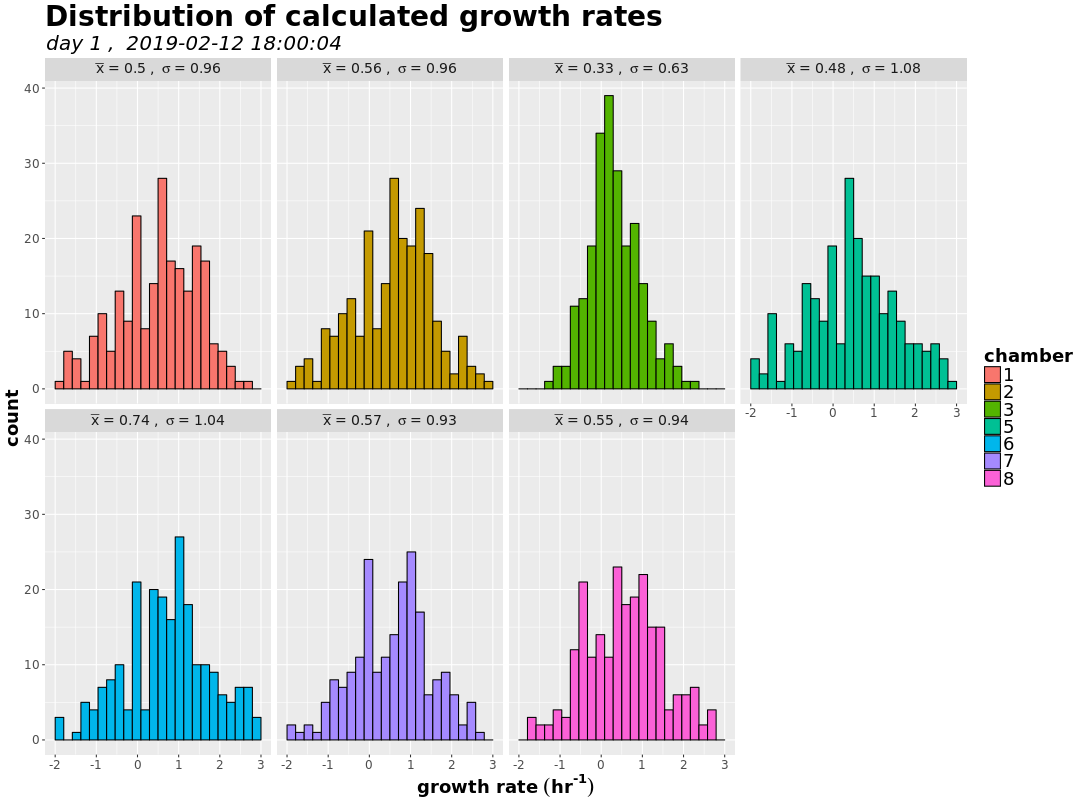 Distribution of calculated growth rates
day 1 , 2019-02-12 18:00:04
x̅ = 0.5 , σ = 0.96
x̅ = 0.56 , σ = 0.96
x̅ = 0.33 , σ = 0.63
x̅ = 0.48 , σ = 1.08
40
30
20
10
0
-2 -1 0 1 2 3
x̅ = 0.74 , σ = 1.04
x̅ = 0.57 , σ = 0.93
x̅ = 0.55 , σ = 0.94
40
30
20
10
0
-2 -1 0 1 2 3
-2 -1 0 1 2 3
-2 -1 0 1 2 3
count
growth rate (hr⁻¹)
chamber
1
2
3
5
6
7
8